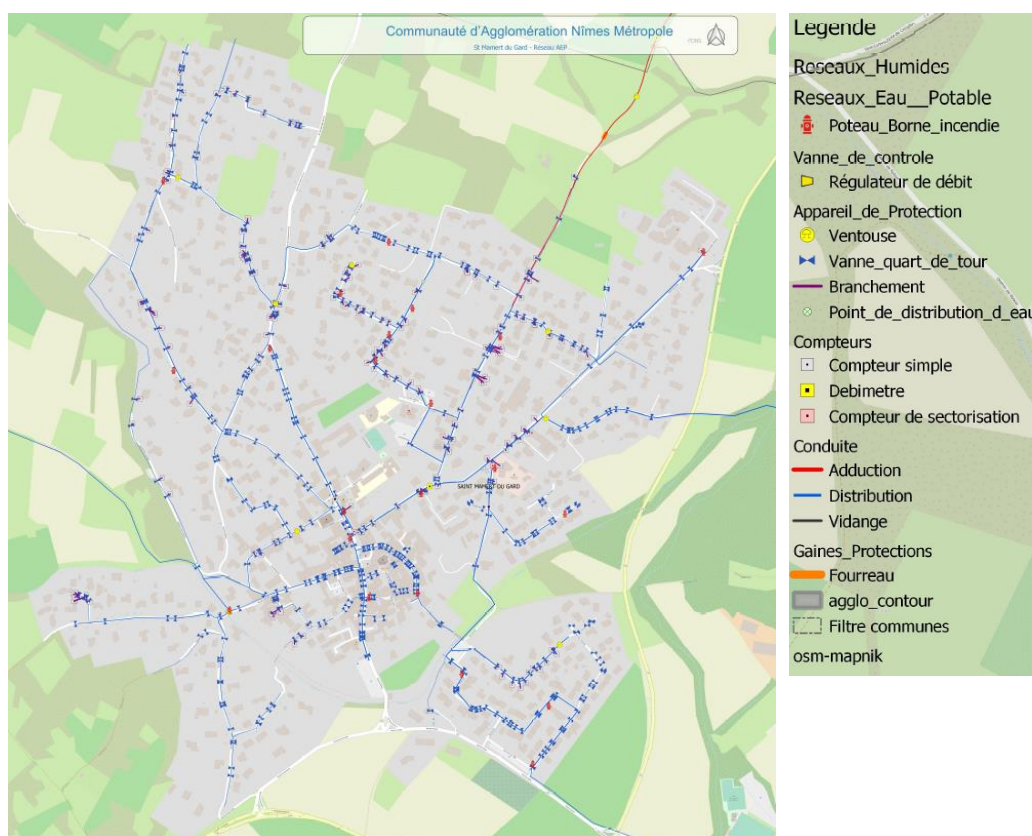 Communauté d'Agglomération Nîmes Métropole
St Mamert du Gard - Réseau AEP
FONS
SAINT MAMERT DU GARD
Legende
Reseaux_Humides
Reseaux_Eau__Potable
Poteau_Borne_incendie
Vanne_de_controle
Régulateur de débit
Appareil_de_Protection
Ventouse
Vanne_quart_de_tour
Branchement
Point_de_distribution_d_eau
Compteurs
Compteur simple
Debimetre
Compteur de sectorisation
Conduite
Adduction
Distribution
Vidange
Gaines_Protections
Fourreau
agglo_contour
Filtre communes
osm-mapnik